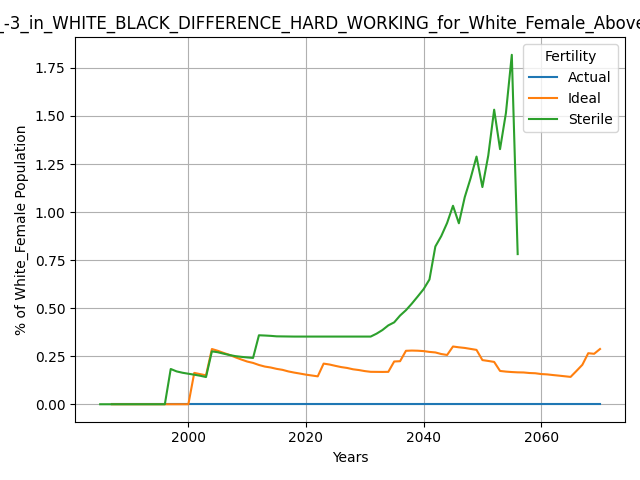 _-3_in_WHITE_BLACK_DIFFERENCE_HARD_WORKING_for_White_Female_Above
Fertility
Actual
Ideal
Sterile
% of White_Female Population
1.75
1.50
1.25
1.00
0.75
0.50
0.25
0.00
2000
2020
2040
2060
Years